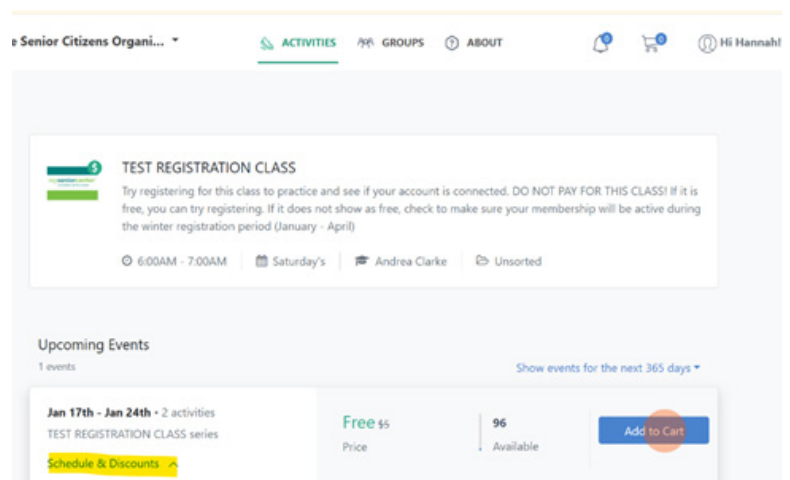 e Senior Citizens Organi... ACTIVITIES GROUPS ABOUT 0 0 Hi Hannah!
TEST REGISTRATION CLASS
Try registering for this class to practice and see if your account is connected. DO NOT PAY FOR THIS CLASS! If it is
free, you can try registering. If it does not show as free, check to make sure your membership will be active during
the winter registration period (January - April)
6:00AM - 7:00AM Saturday's Andrea Clarke Unsorted
Upcoming Events
1 events
Show events for the next 365 days
Jan 17th - Jan 24th • 2 activities
TEST REGISTRATION CLASS series
Schedule & Discounts
Free $5
Price
96
Available
Add to Cart